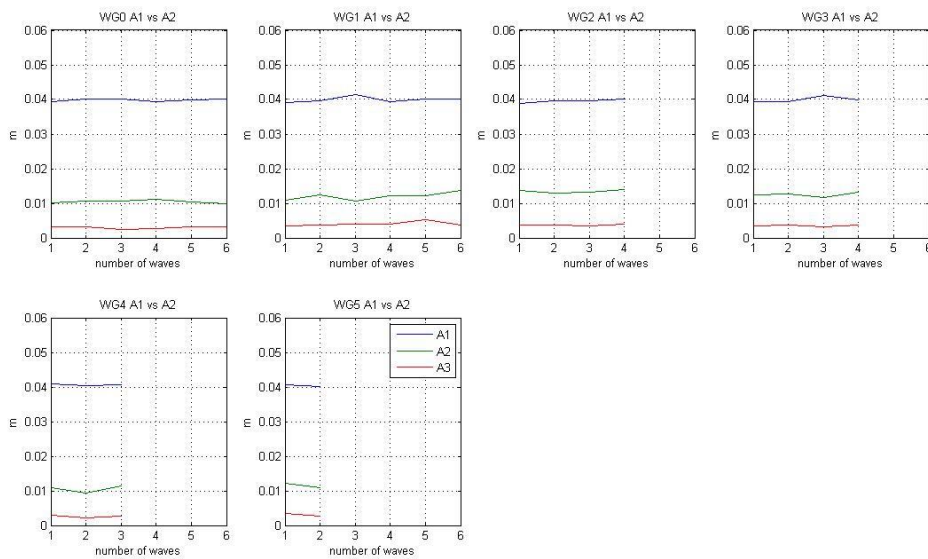 WG0 A1 vs A2
0.06
0.05
0.04
0.03
0.02
0.01
0
m
1 2 3 4 5 6
number of waves
WG1 A1 vs A2
0.06
0.05
0.04
0.03
0.02
0.01
0
m
1 2 3 4 5 6
number of waves
WG2 A1 vs A2
0.06
0.05
0.04
0.03
0.02
0.01
0
m
1 2 3 4 5 6
number of waves
WG3 A1 vs A2
0.06
0.05
0.04
0.03
0.02
0.01
0
m
1 2 3 4 5 6
number of waves
WG4 A1 vs A2
0.06
0.05
0.04
0.03
0.02
0.01
0
m
1 2 3 4 5 6
number of waves
WG5 A1 vs A2
0.06
0.05
0.04
0.03
0.02
0.01
0
m
1 2 3 4 5 6
number of waves
A1
A2
A3